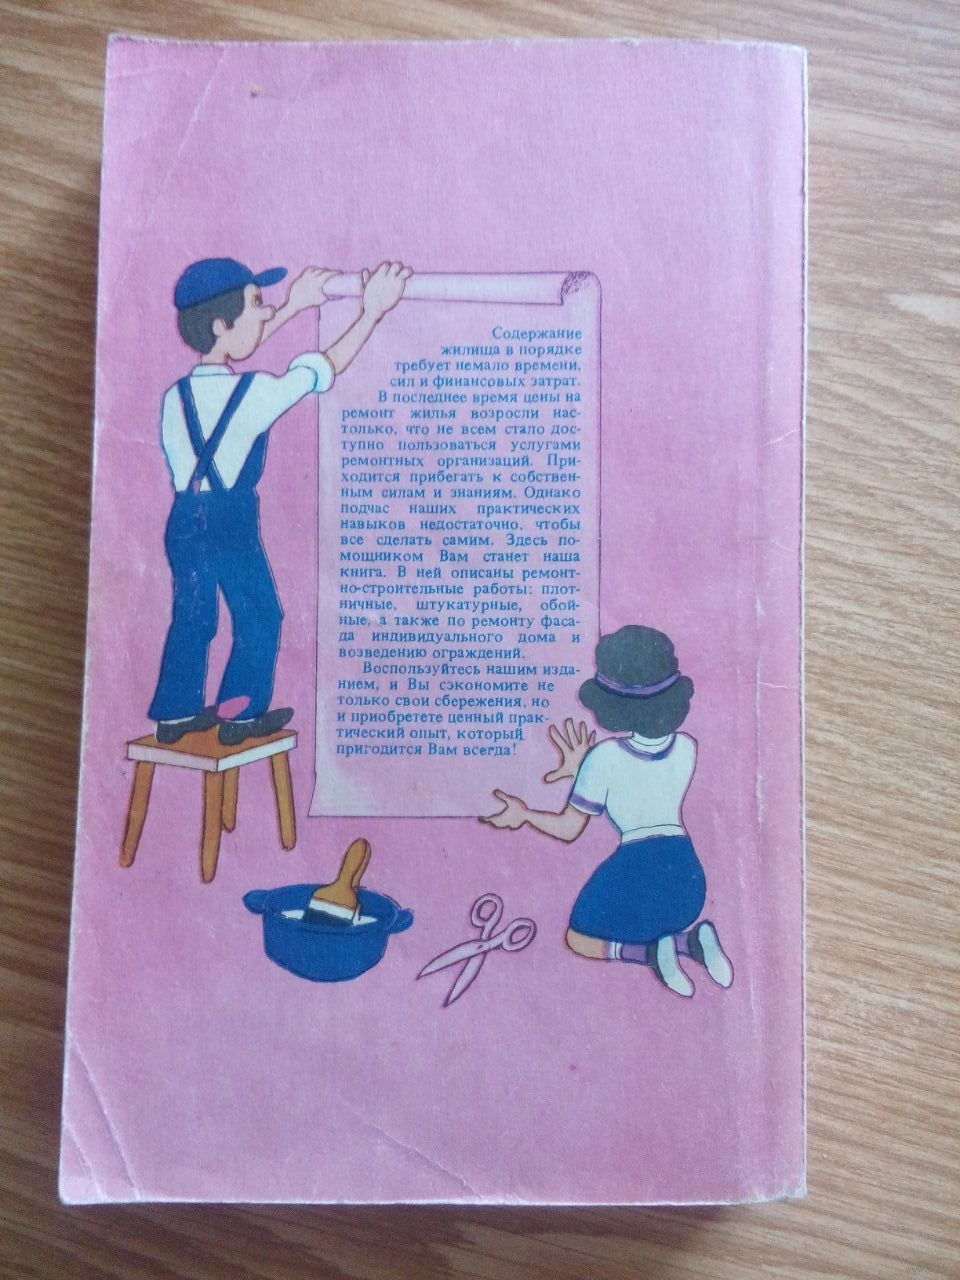 Содержание
жилища в порядке
требует немало времени,
сил и финансовых затрат.
В последнее время цены на
ремонт жилья возросли нас-
только, что не всем стало дос-
тупно пользоваться услугами
ремонтных организаций. При-
ходится прибегать к собствен-
ным силам и знаниям. Однако
подчас наших практических
навыков недостаточно, чтобы
все сделать самим. Здесь по-
мощником Вам станет наша
книга. В ней описаны ремонт-
но-строительные работы: плот-
ничные, штукатурные, обой-
ные, а также по ремонту фаса-
да индивидуального дома и
возведению ограждений.
Воспользуйтесь нашим изда-
нием, и Вы сэкономите не
только свои сбережения, но
и приобретете ценный прак-
тический опыт, который
пригодится Вам всегда!